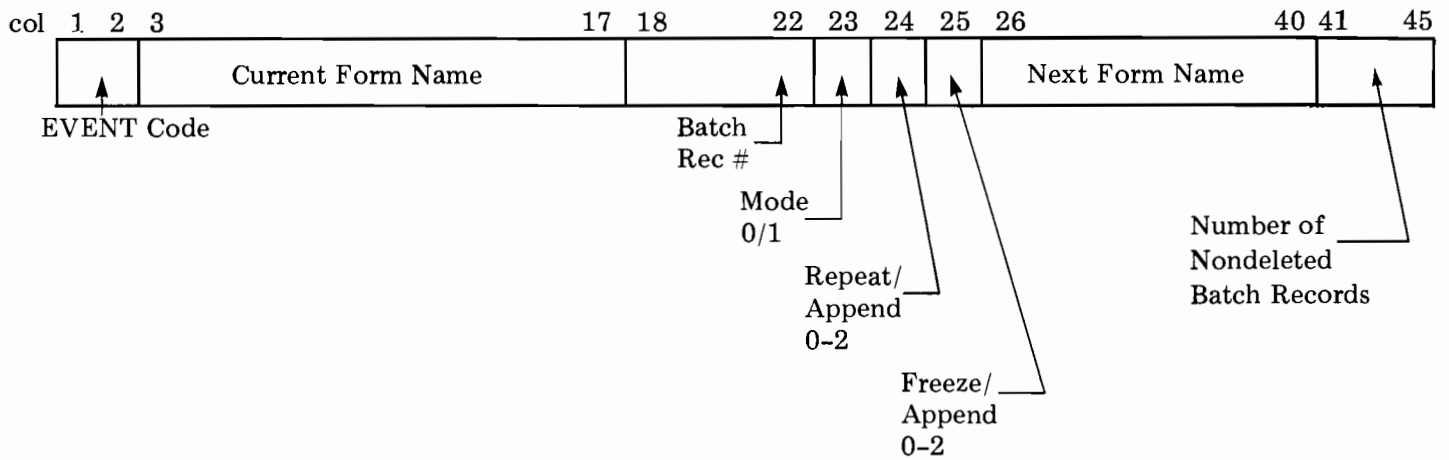 col 1 2 3 17 18 22 23 24 25 26 40 41 45
Current Form Name
Next Form Name
EVENT Code
Batch
Rec #
Mode
0/1
Repeat/
Append
0-2
Freeze/
Append
0-2
Number of
Nondeleted
Batch Records